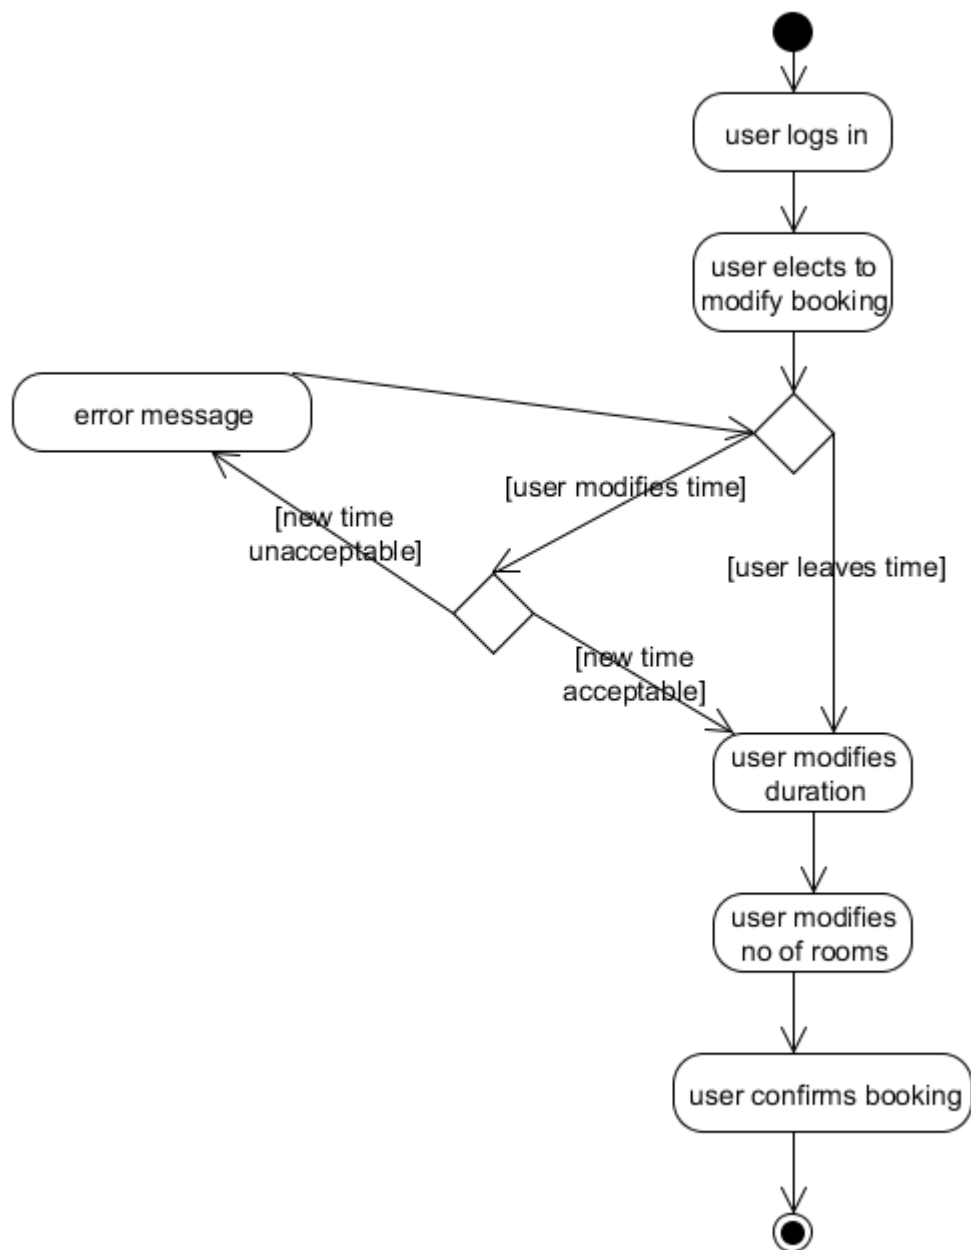 user logs in
user elects to
modify booking
error message
[user modifies time]
[new time
unacceptable]
[user leaves time]
[new time
acceptable]
user modifies
duration
user modifies
no of rooms
user confirms booking